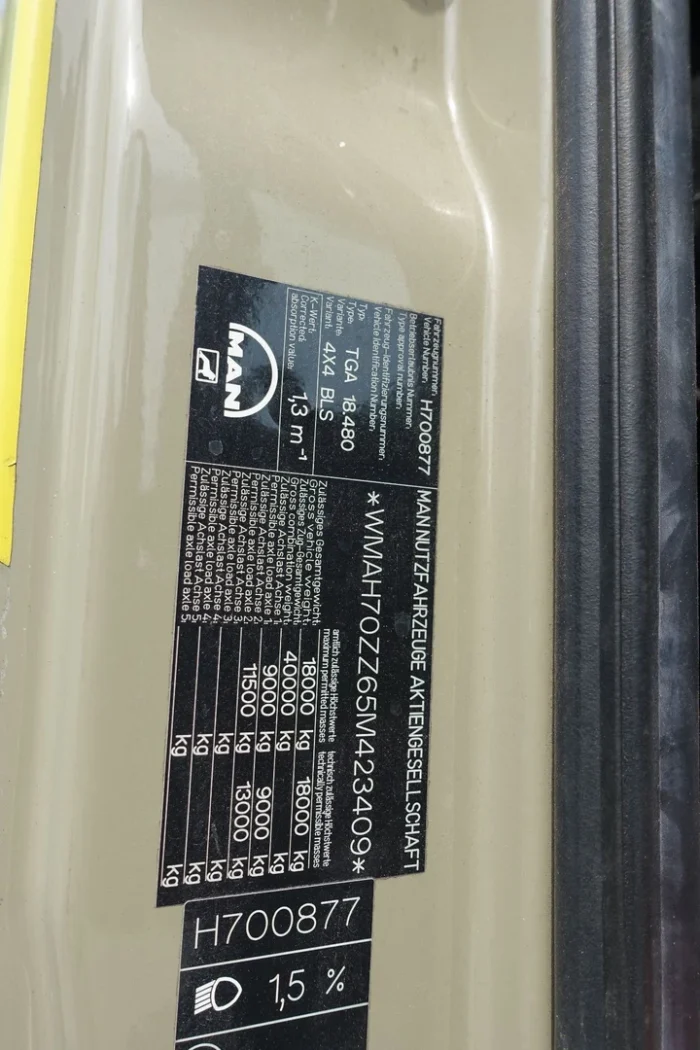 MAN NUTZFAHRZEUGE AKTIENGESELLSCHAFT
Fahrzeugnummer:
Vehicle Number: H700877
Betriebserlaubnis Nummer:
Type approval number:
Fahrzeug-Identifizierungsnummer:
Vehicle Identification Number:
*WMAH70ZZ65M423409*
Typ:
Type: TGA 18.480
Variante:
Variant: 4X4 BLS
K-Wert:
Corrected
absorption value: 1,3 m⁻¹
MAN
amtlich zulässige Höchstwerte technisch zulässige Höchstwerte
maximum permitted masses technically permissible masses
Zulässiges Gesamtgewicht:
Gross vehicle Weight: 18000 kg 18000 kg
Zulässiges Zug-Gesamtgewicht:
Gross combination Weight: 40000 kg kg
Zulässige Achslast Achse 1:
Permissible axle load axle 1: 9000 kg 9000 kg
Zulässige Achslast Achse 2:
Permissible axle load axle 2: 11500 kg 13000 kg
Zulässige Achslast Achse 3:
Permissible axle load axle 3: kg kg
Zulässige Achslast Achse 4:
Permissible axle load axle 4: kg kg
Zulässige Achslast Achse 5:
Permissible axle load axle 5: kg kg
H700877
1,5 %